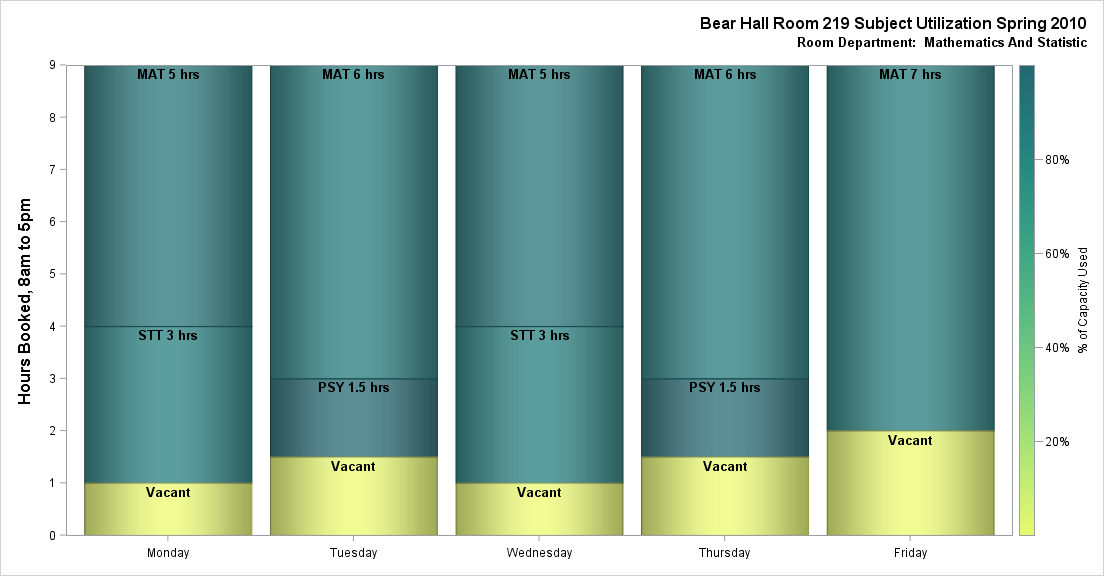 Bear Hall Room 219 Subject Utilization Spring 2010
Room Department:  Mathematics And Statistic
Hours Booked, 8am to 5pm
9
8
7
6
5
4
3
2
1
0
MAT 5 hrs
STT 3 hrs
Vacant
MAT 6 hrs
PSY 1.5 hrs
Vacant
MAT 5 hrs
STT 3 hrs
Vacant
MAT 6 hrs
PSY 1.5 hrs
Vacant
MAT 7 hrs
Vacant
Monday
Tuesday
Wednesday
Thursday
Friday
80%
60%
40%
20%
% of Capacity Used